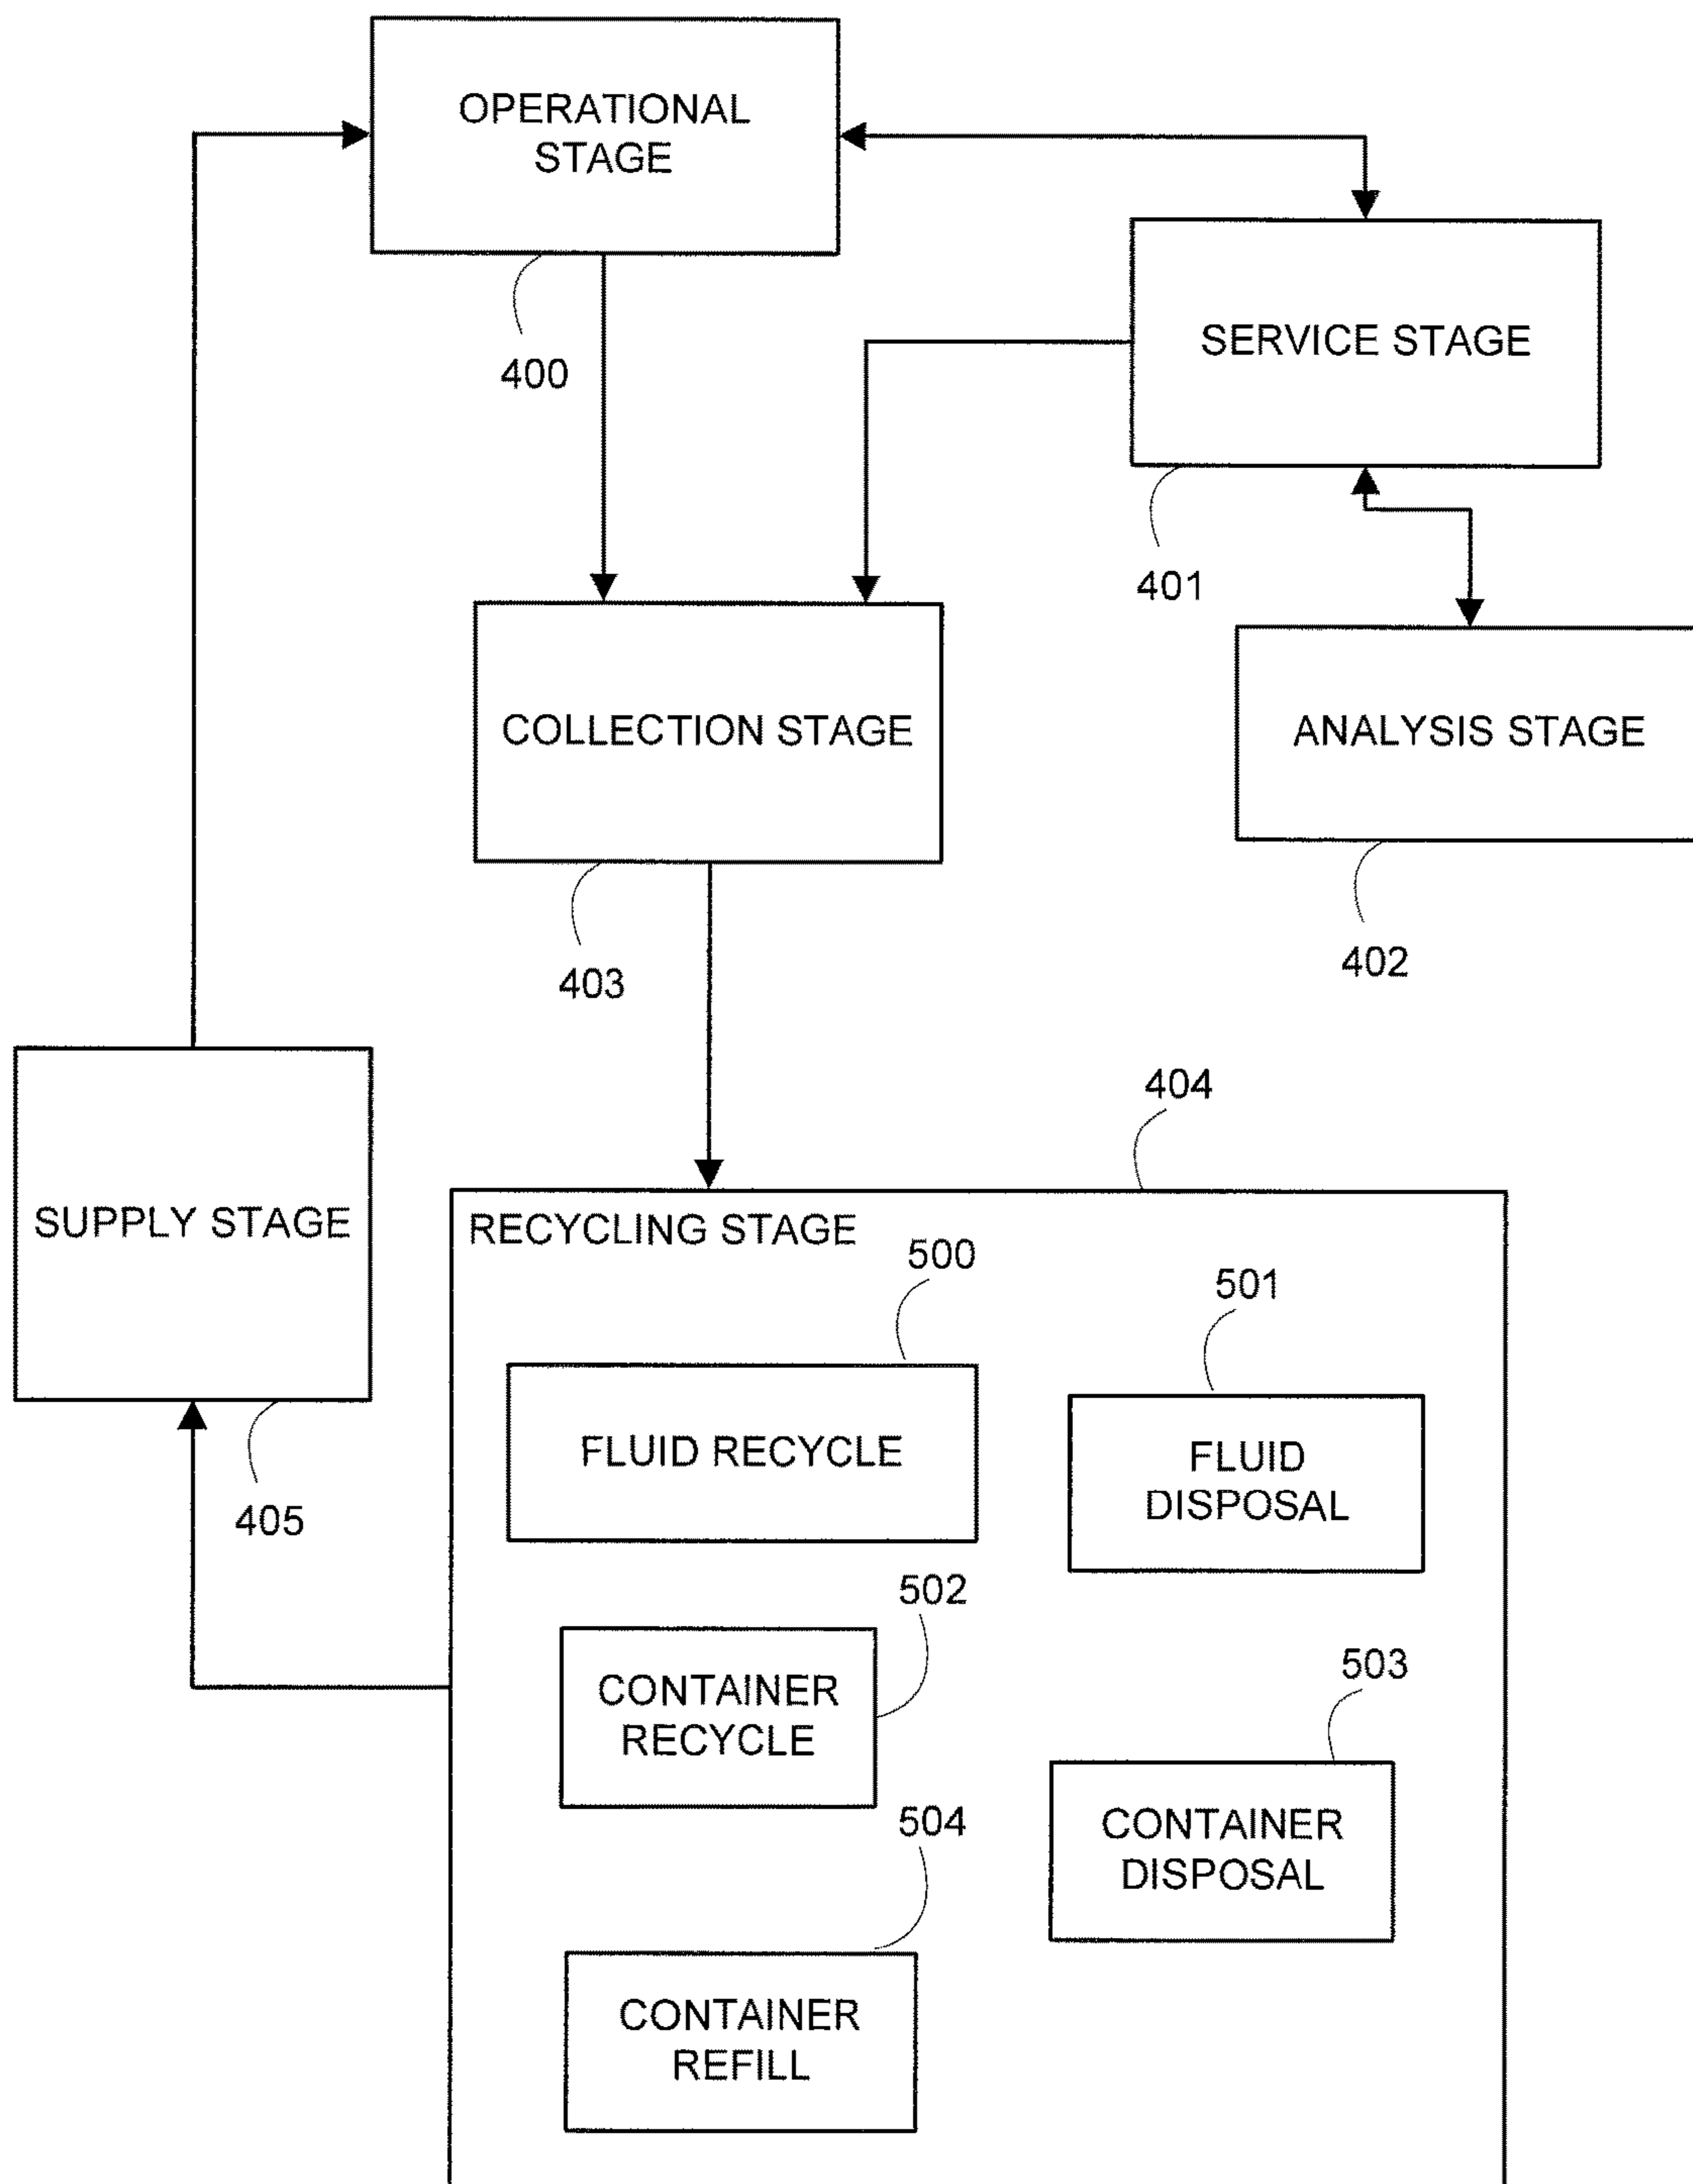 OPERATIONAL
STAGE
400
SERVICE STAGE
401
COLLECTION STAGE
403
ANALYSIS STAGE
402
SUPPLY STAGE
405
404
RECYCLING STAGE
500
FLUID RECYCLE
501
FLUID
DISPOSAL
502
CONTAINER
RECYCLE
503
CONTAINER
DISPOSAL
504
CONTAINER
REFILL